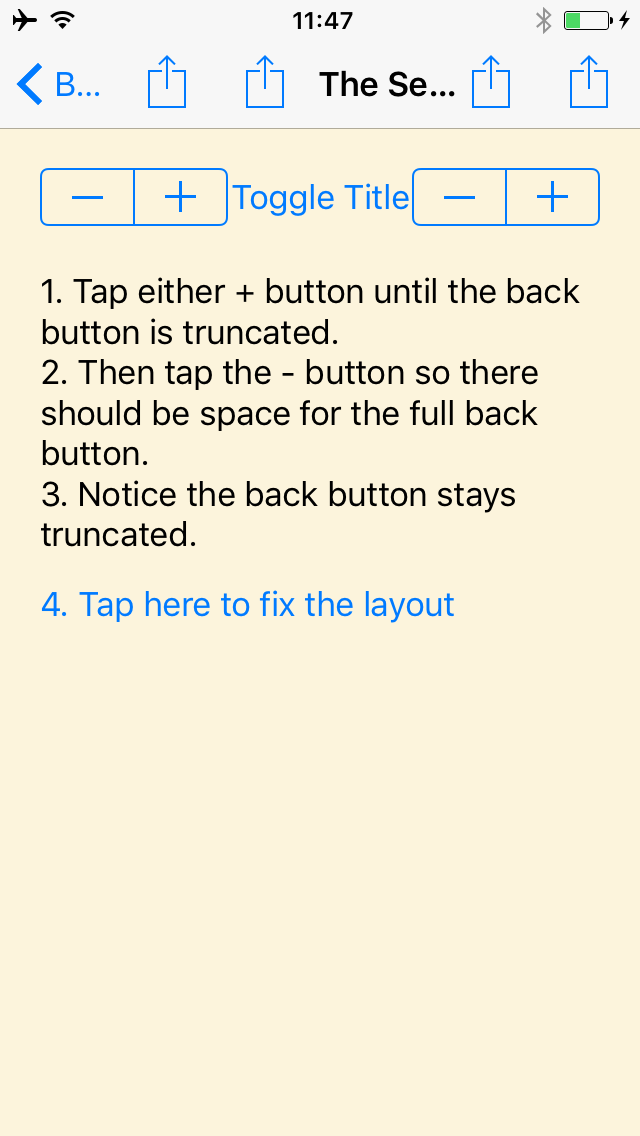 11:47
B...
The Se...
Toggle Title
1. Tap either + button until the back
button is truncated.
2. Then tap the - button so there
should be space for the full back
button.
3. Notice the back button stays
truncated.
4. Tap here to fix the layout